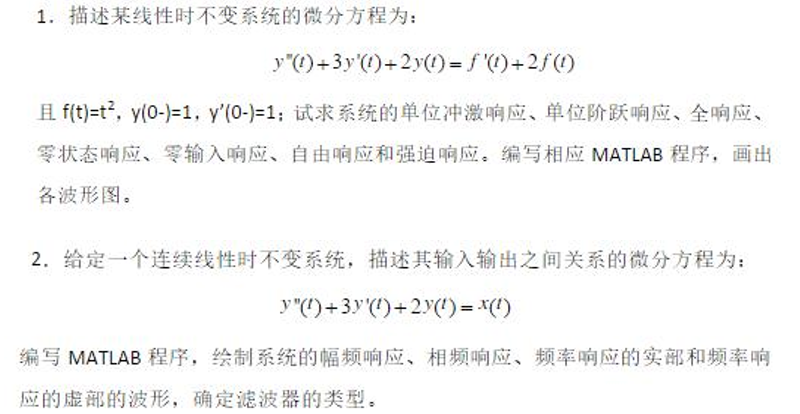 1. 描述某线性时不变系统的微分方程为：
y"(t)+3y'(t)+2y(t)=f'(t)+2f(t)
且 f(t)=t²，y(0-)=1，y'(0-)=1；试求系统的单位冲激响应、单位阶跃响应、全响应、
零状态响应、零输入响应、自由响应和强迫响应。编写相应 MATLAB 程序，画出
各波形图。
2. 给定一个连续线性时不变系统，描述其输入输出之间关系的微分方程为：
y"(t)+3y'(t)+2y(t)=x(t)
编写 MATLAB 程序，绘制系统的幅频响应、相频响应、频率响应的实部和频率响
应的虚部的波形，确定滤波器的类型。